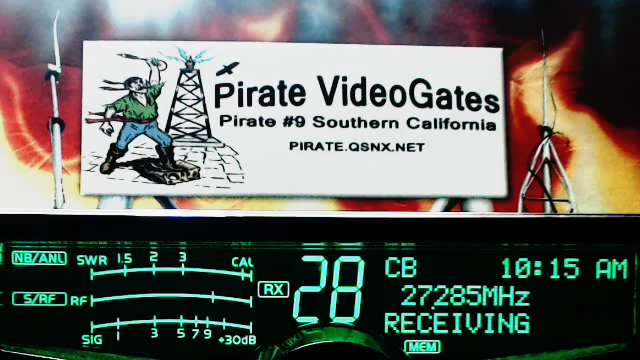 Pirate VideoGates
Pirate #9 Southern California
PIRATE.QSNX.NET
NB/ANL SWR 1.5 2 3 CAL
S/RF RF
SIG 1 3 5 7 9 +30dB
RX 28
CB 10:15 AM
27285MHz
RECEIVING
MEM